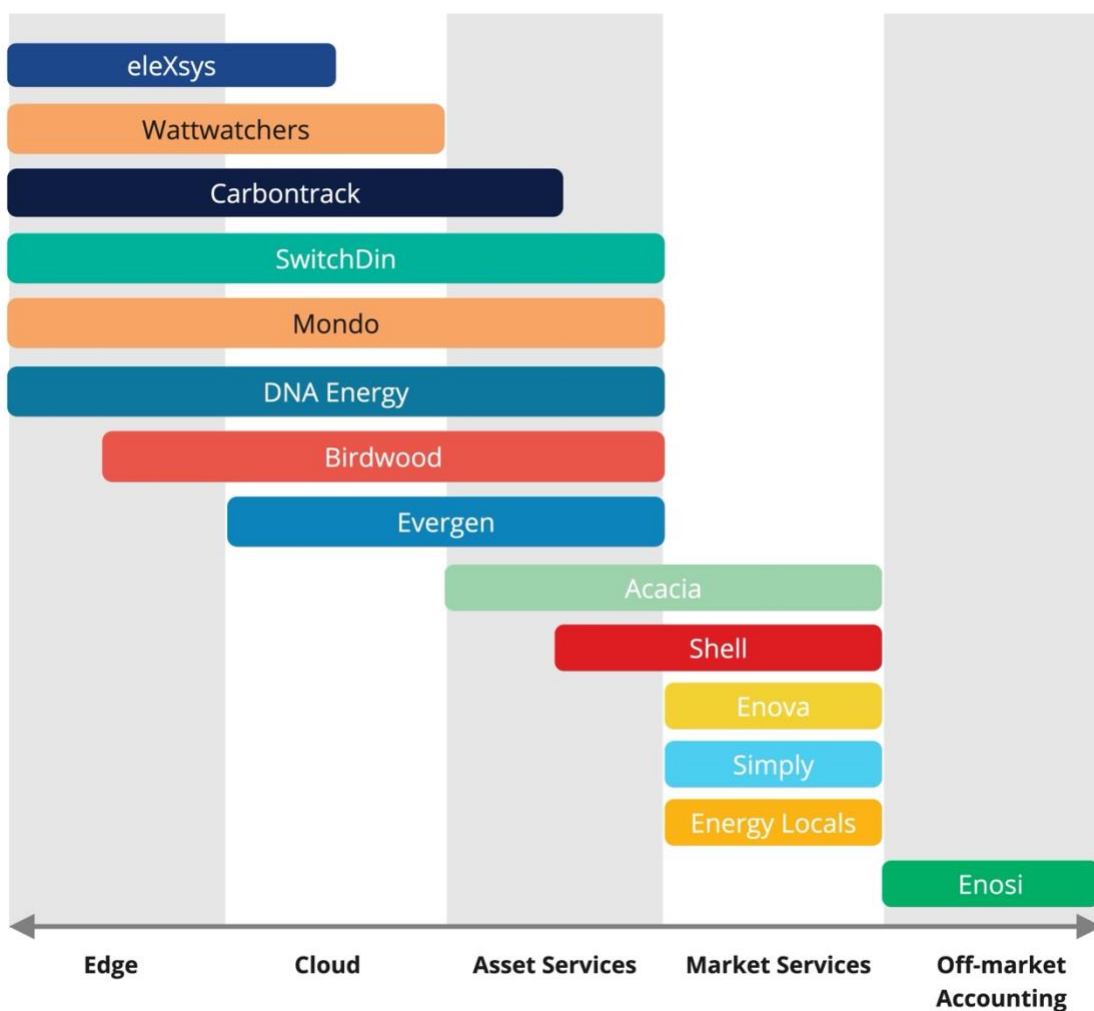 eleXsys
Wattwatchers
Carbontrack
SwitchDin
Mondo
DNA Energy
Birdwood
Evergen
Acacia
Shell
Enova
Simply
Energy Locals
Enosi
Edge
Cloud
Asset Services
Market Services
Off-market
Accounting